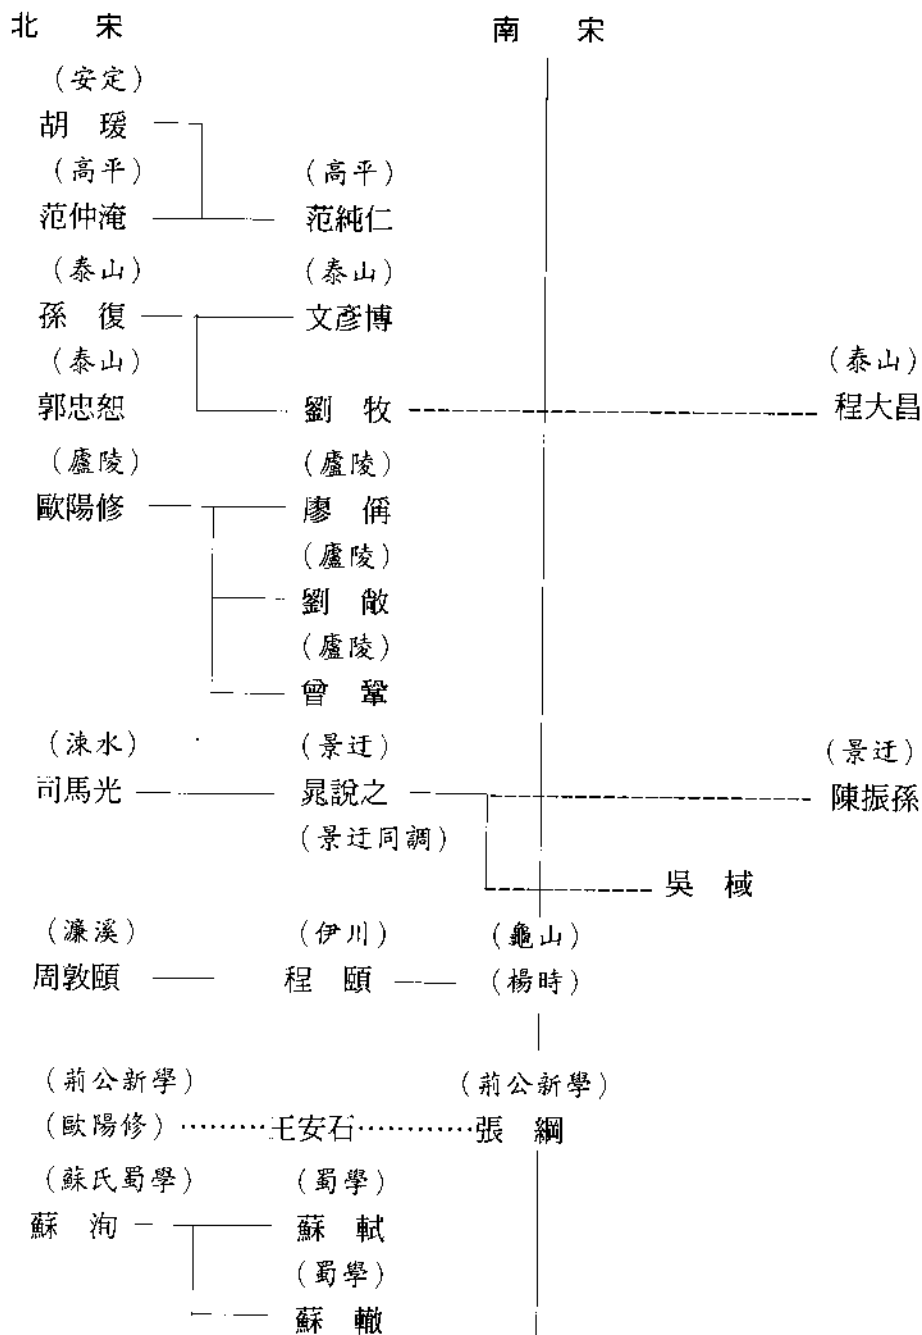 北 宋 南 宋
(安定)
胡 瑗
(高平) (高平)
范仲淹 范純仁
(泰山) (泰山)
孫 復 文彥博
(泰山) (泰山)
郭忠恕 劉 牧 程大昌
(廬陵) (廬陵)
歐陽修 廖 偁
(廬陵)
劉 敞
(廬陵)
曾 鞏
(涑水) (景迂) (景迂)
司馬光 晁說之 陳振孫
(景迂同調)
吳 棫
(濂溪) (伊川) (龜山)
周敦頤 程 頤 (楊時)
(荊公新學) (荊公新學)
(歐陽修) 王安石 張 綱
(蘇氏蜀學) (蜀學)
蘇 洵 蘇 軾
(蜀學)
蘇 轍